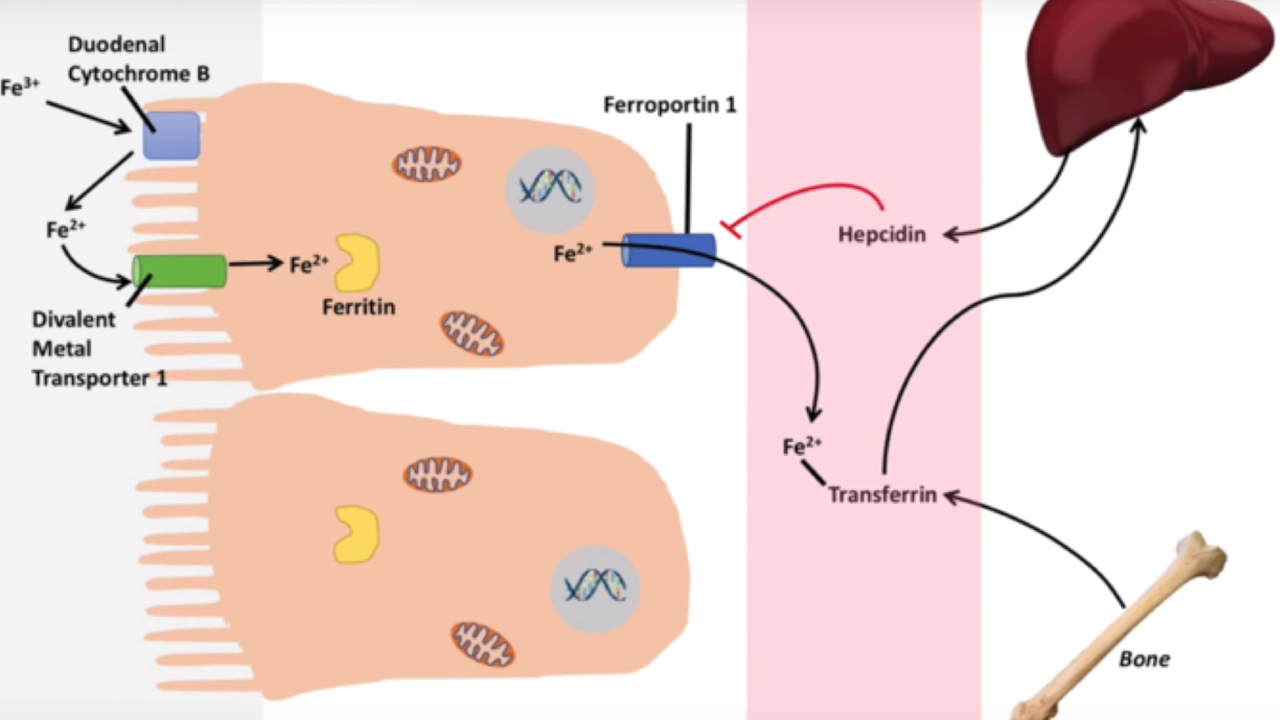 Duodenal
Cytochrome B
Fe³⁺
Ferroportin 1
Fe²⁺
Hepcidin
Fe²⁺
Fe²⁺
Ferritin
Divalent
Metal
Transporter 1
Fe²⁺
Transferrin
Bone